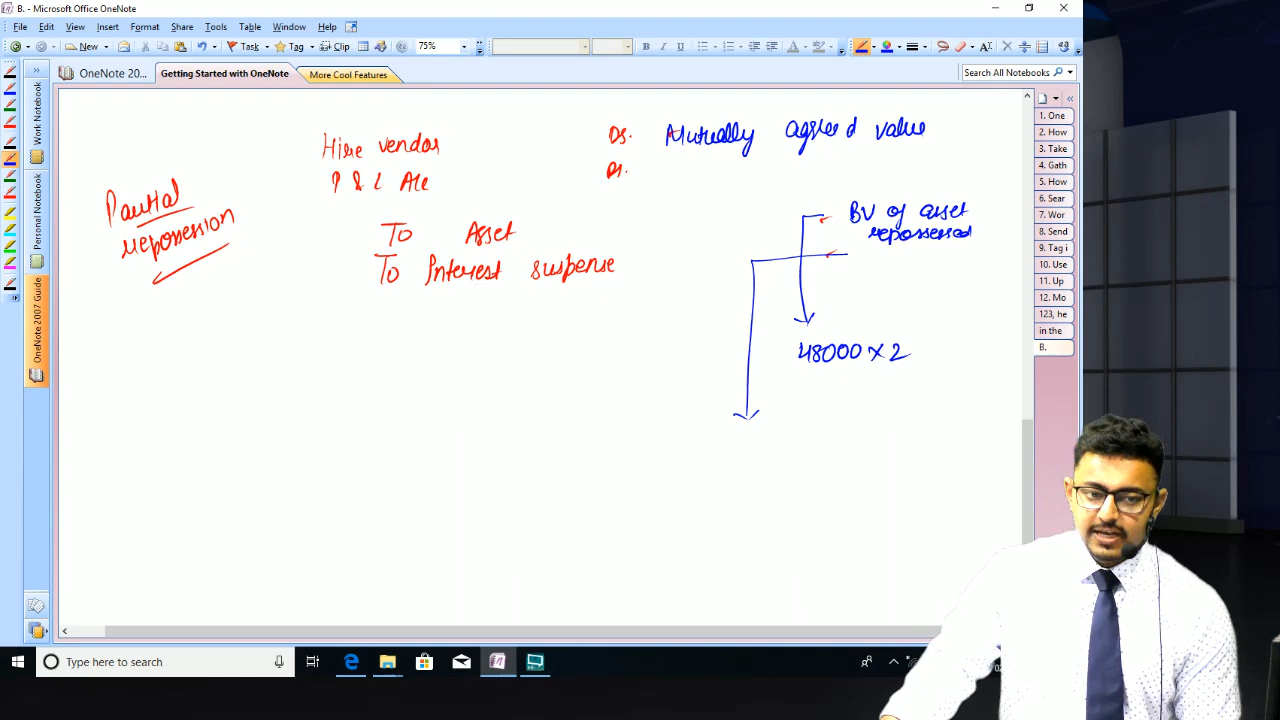 B. - Microsoft Office OneNote
File Edit View Insert Format Share Tools Table Window Help
New Task Tag Clip 75% B I U
OneNote 20... Getting Started with OneNote More Cool Features Search All Notebooks
Work Notebook
Personal Notebook
OneNote 2007 Guide
Partial
repossession
Hire vendor Dr. Mutually agreed value
P & L A/c Dr.
To Asset
To Interest suspense
BV of asset
repossessed
48000 x 2
1. One
2. How
3. Take
4. Gath
5. How
6. Sear
7. Wor
8. Send
9. Tag i
10. Use
11. Up
12. Mo
123, he
in the
B.
Type here to search